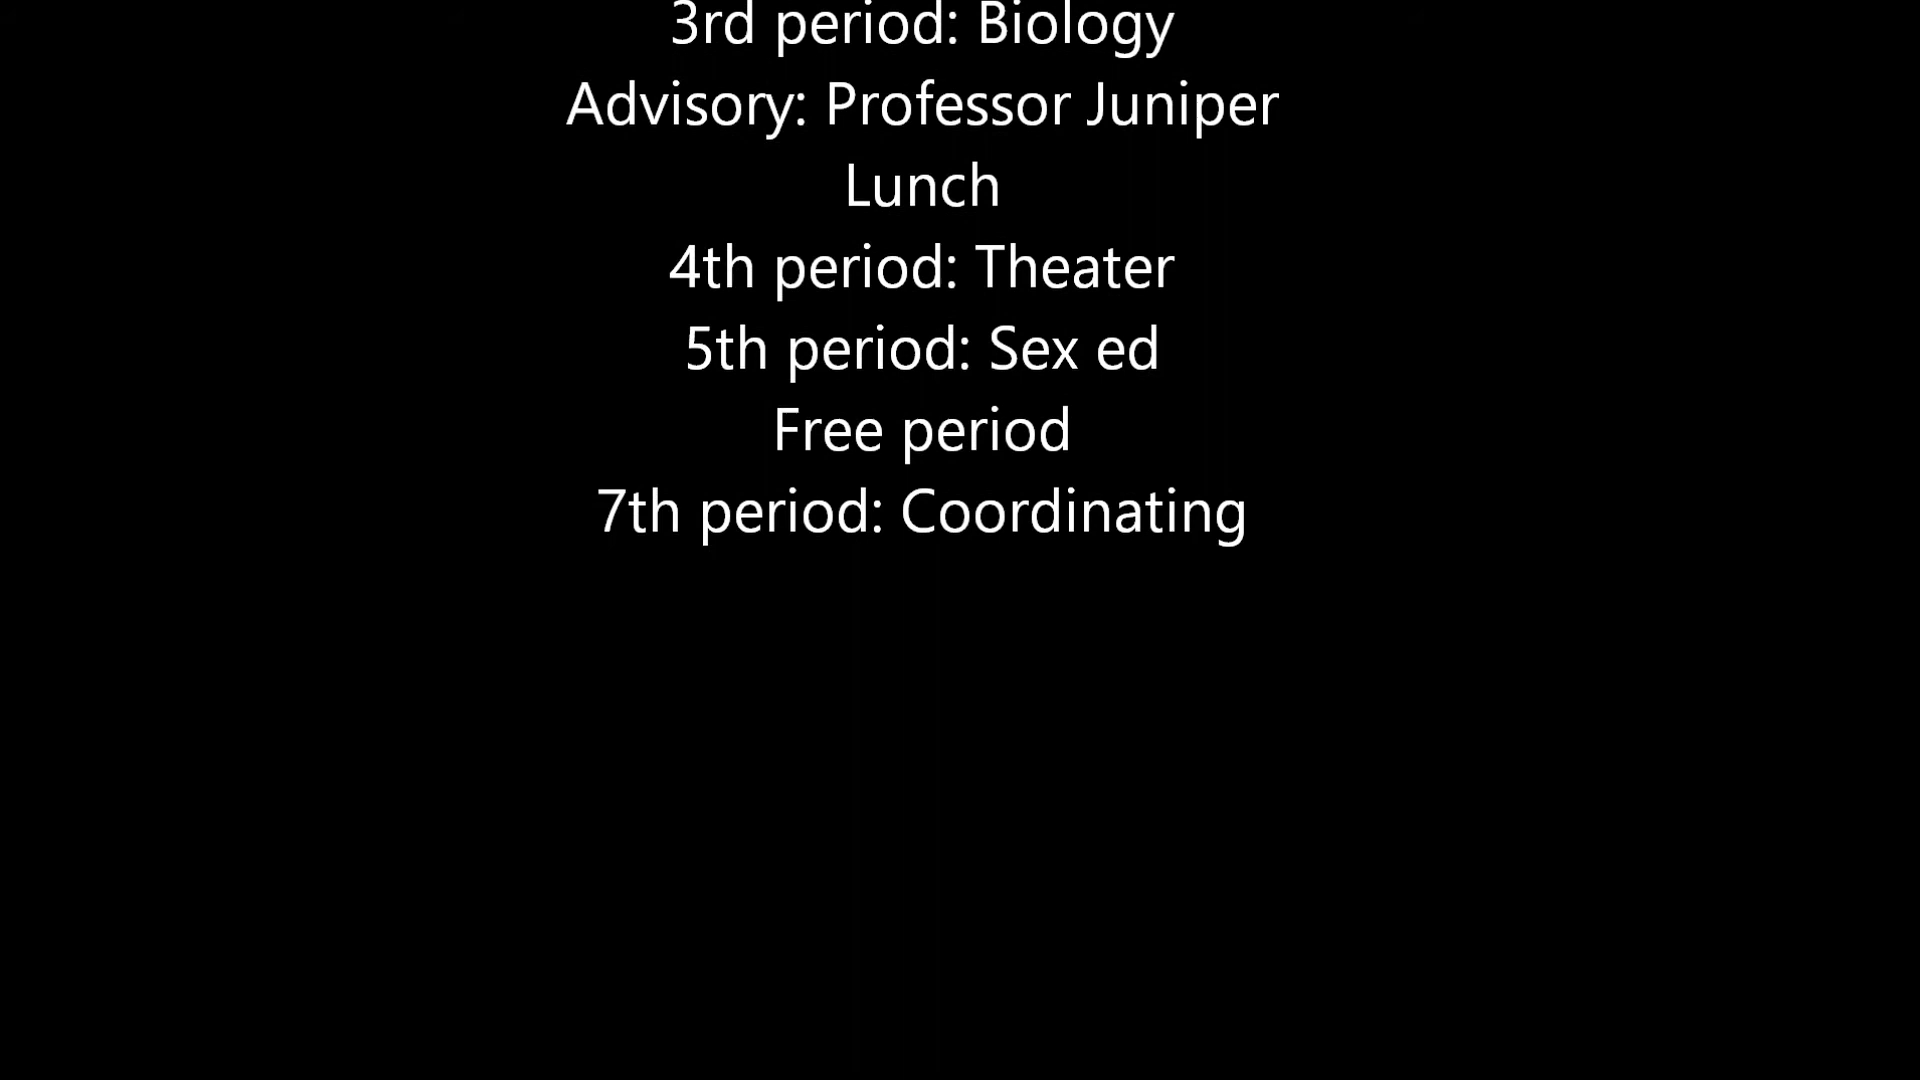 3rd period: Biology
Advisory: Professor Juniper
Lunch
4th period: Theater
5th period: Sex ed
Free period
7th period: Coordinating